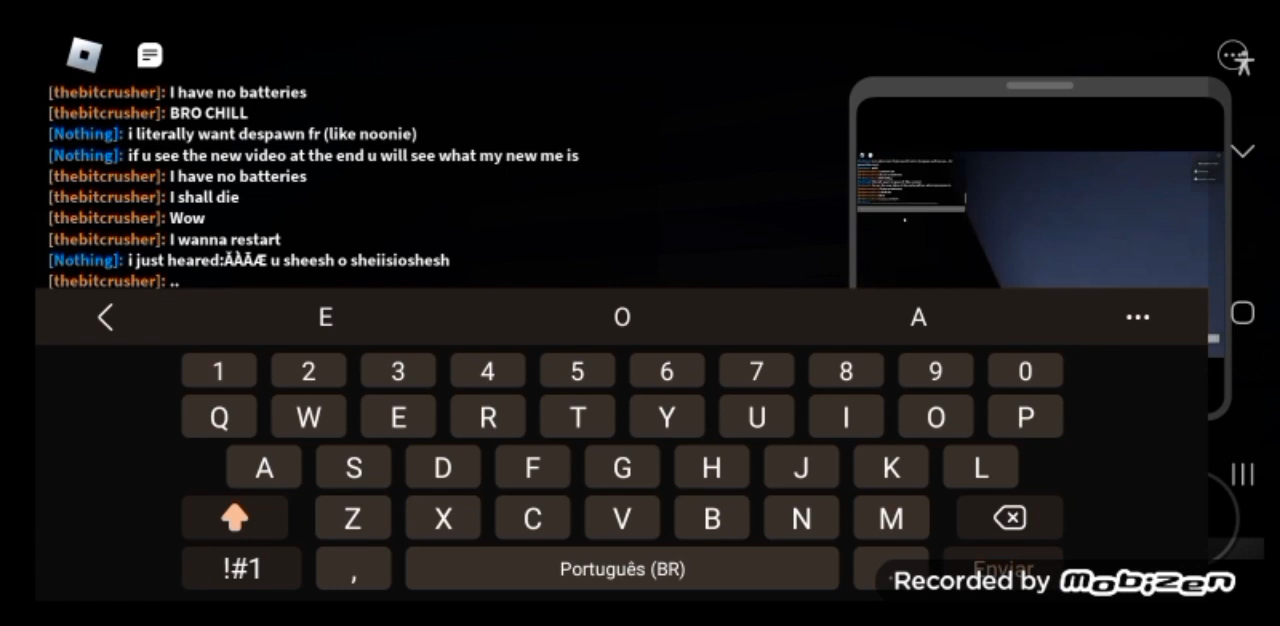 [thebitcrusher]: I have no batteries
[thebitcrusher]: BRO CHILL
[Nothing]: i literally want despawn fr (like noonie)
[Nothing]: if u see the new video at the end u will see what my new me is
[thebitcrusher]: I have no batteries
[thebitcrusher]: I shall die
[thebitcrusher]: Wow
[thebitcrusher]: I wanna restart
[Nothing]: i just heared:ÃÀÃÆ u sheesh o sheiisioshesh
[thebitcrusher]: ..
E O A
1 2 3 4 5 6 7 8 9 0
Q W E R T Y U I O P
A S D F G H J K L
Z X C V B N M
!#1 , Português (BR) . Enviar
Recorded by mobizen